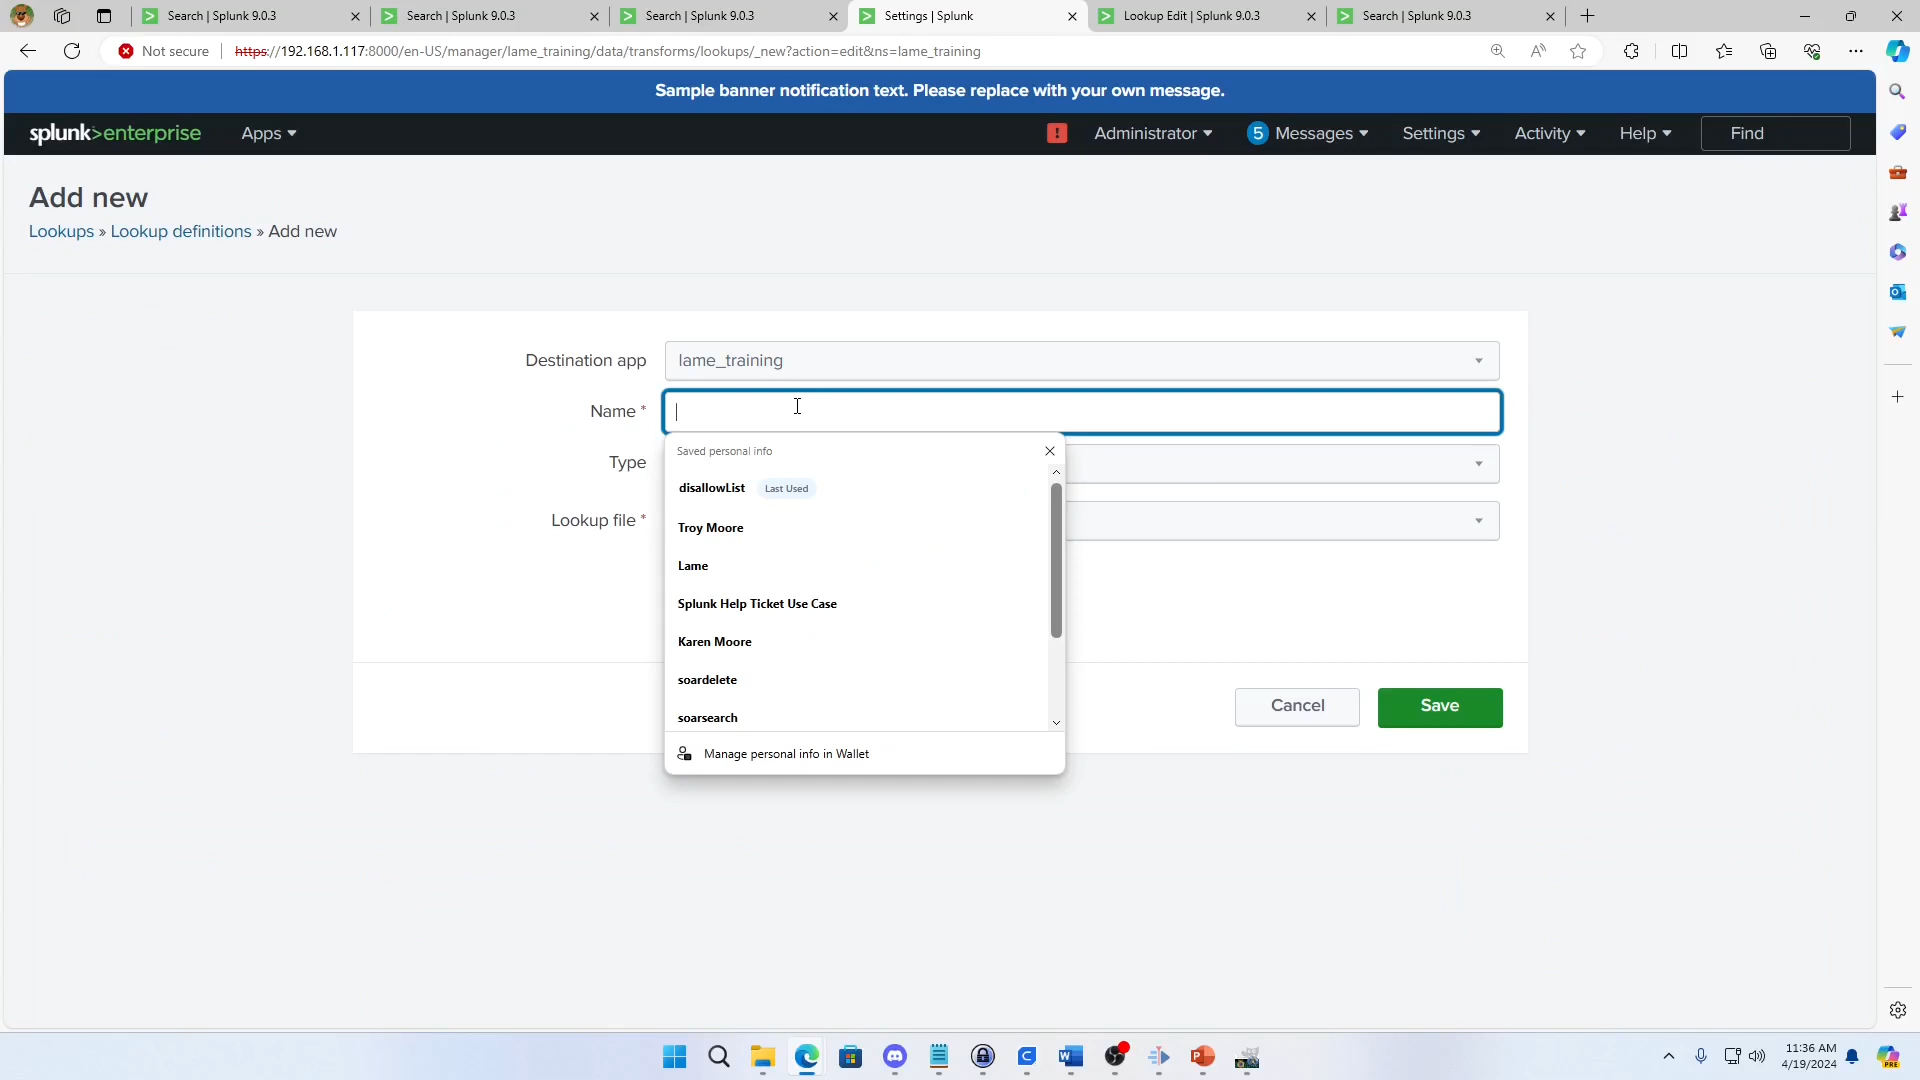 Search | Splunk 9.0.3
Search | Splunk 9.0.3
Search | Splunk 9.0.3
Settings | Splunk
Lookup Edit | Splunk 9.0.3
Search | Splunk 9.0.3
Not secure
https://192.168.1.117:8000/en-US/manager/lame_training/data/transforms/lookups/_new?action=edit&ns=lame_training
Sample banner notification text. Please replace with your own message.
splunk>enterprise
Apps
!
Administrator
5 Messages
Settings
Activity
Help
Find
Add new
Lookups » Lookup definitions » Add new
Destination app
lame_training
Name *
Saved personal info
Type
disallowList Last Used
Lookup file *
Troy Moore
Lame
Splunk Help Ticket Use Case
Karen Moore
soardelete
soarsearch
Manage personal info in Wallet
Cancel
Save
11:36 AM
4/19/2024
PRE